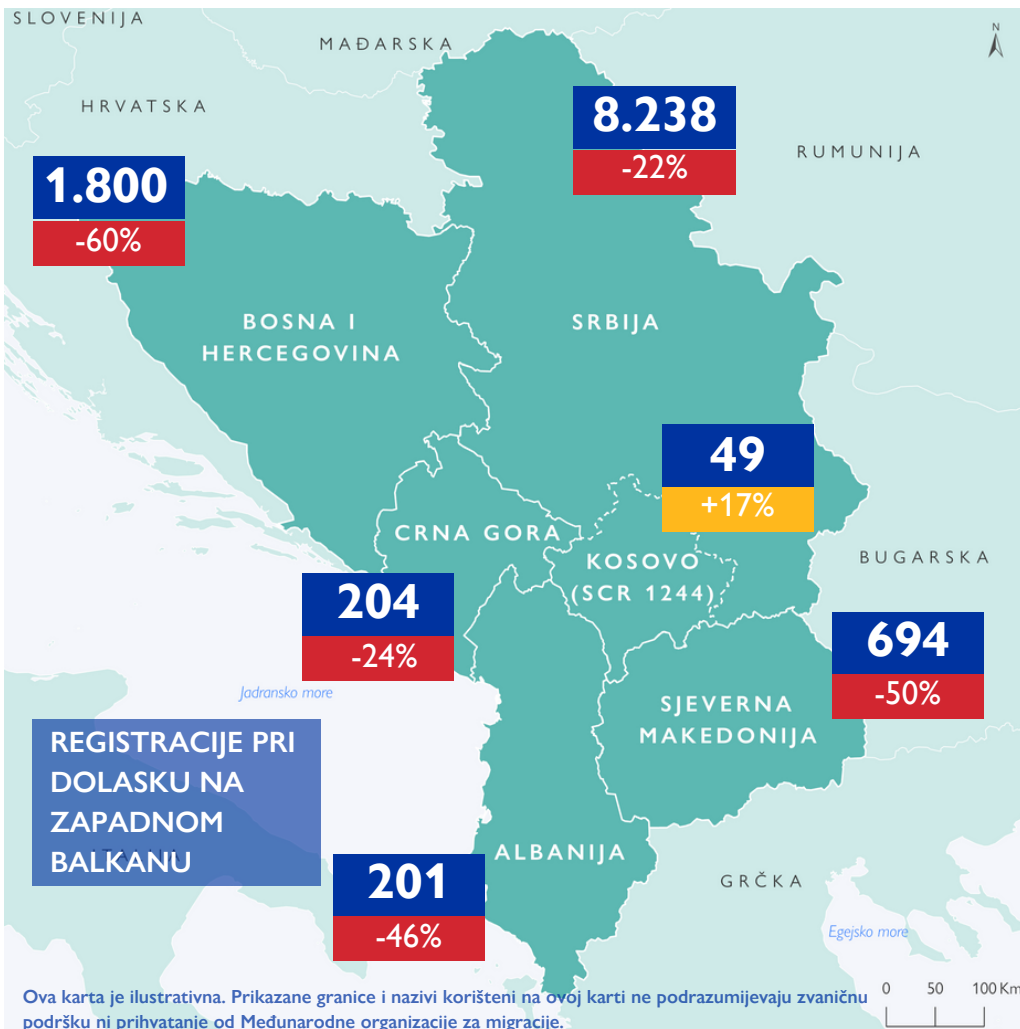 SLOVENIJA
MAĐARSKA
N
HRVATSKA
8.238
-22%
RUMUNIJA
1.800
-60%
BOSNA I
HERCEGOVINA
SRBIJA
49
+17%
CRNA GORA
KOSOVO
(SCR 1244)
BUGARSKA
204
-24%
694
-50%
Jadransko more
SJEVERNA
MAKEDONIJA
REGISTRACIJE PRI
DOLASKU NA
ZAPADNOM
BALKANU
ALBANIJA
201
-46%
GRČKA
Egejsko more
0 50 100 Km
Ova karta je ilustrativna. Prikazane granice i nazivi korišteni na ovoj karti ne podrazumijevaju zvaničnu
podršku ni prihvatanje od Međunarodne organizacije za migracije.